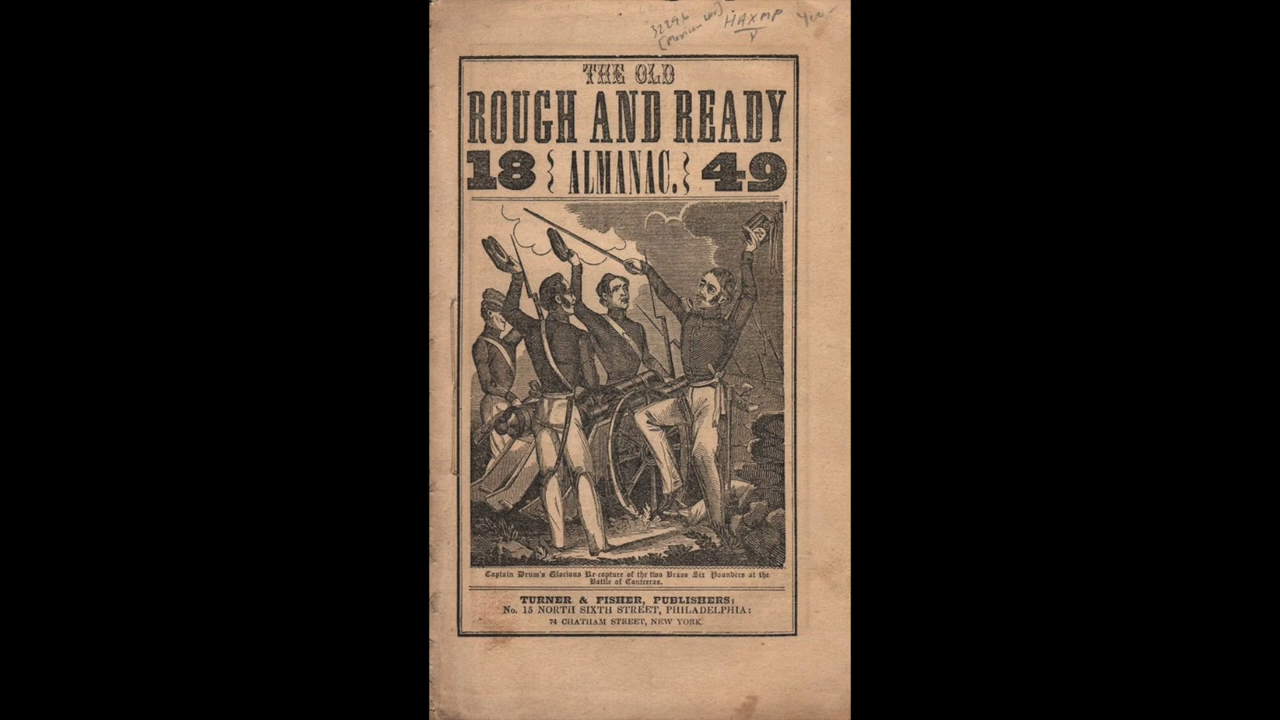 32296
HAXMP
THE OLD
ROUGH AND READY
18 ALMANAC. 49
Captain Drum's Glorious Re-capture of the two Brass Six Pounders at the
Battle of Contreras.
TURNER & FISHER, PUBLISHERS;
No. 15 NORTH SIXTH STREET, PHILADELPHIA:
74 CHATHAM STREET, NEW YORK.